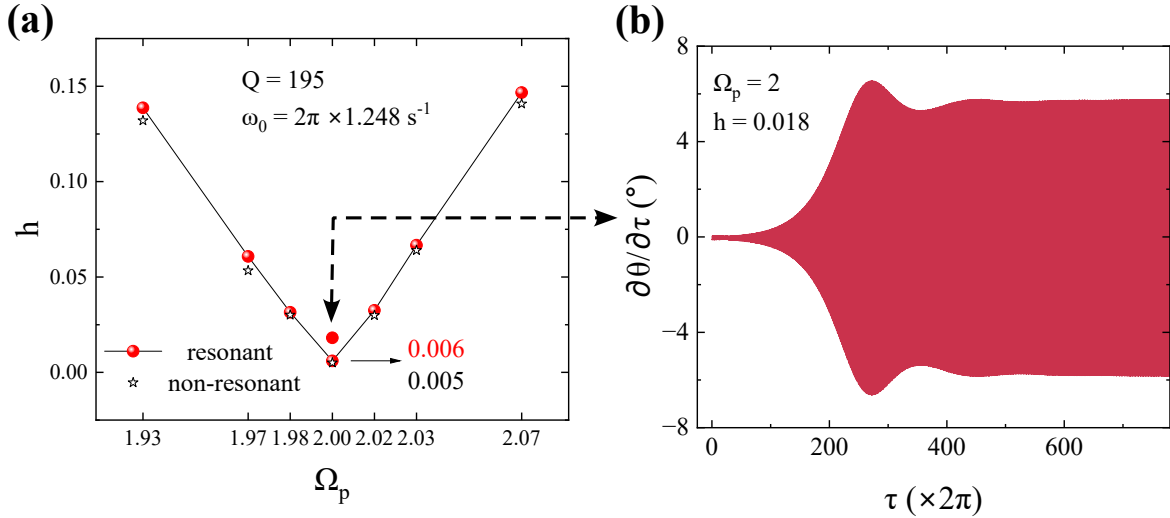 (a)
h
0.15
0.10
0.05
0.00
Q = 195
ω₀ = 2π ×1.248 s⁻¹
resonant
non-resonant
0.006
0.005
1.93
1.97
1.98
2.00
2.02
2.03
2.07
Ωₚ
(b)
∂θ/∂τ (°)
8
4
0
−4
−8
Ωₚ = 2
h = 0.018
0
200
400
600
τ (×2π)